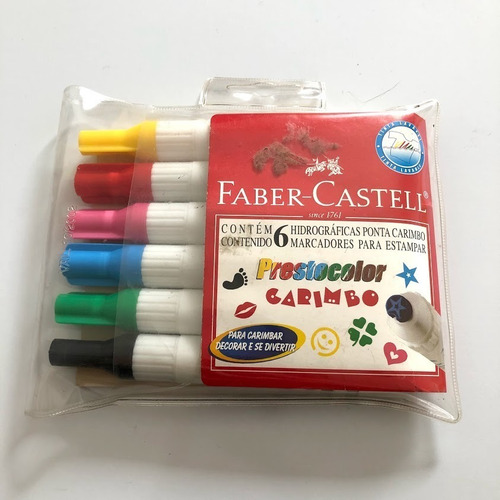 FABER-CASTELL®
since 1761
CONTÉM
CONTENIDO
6
HIDROGRÁFICAS PONTA CARIMBO
MARCADORES PARA ESTAMPAR
Prestocolor
CARIMBO
PARA CARIMBAR
DECORAR E SE DIVERTIR